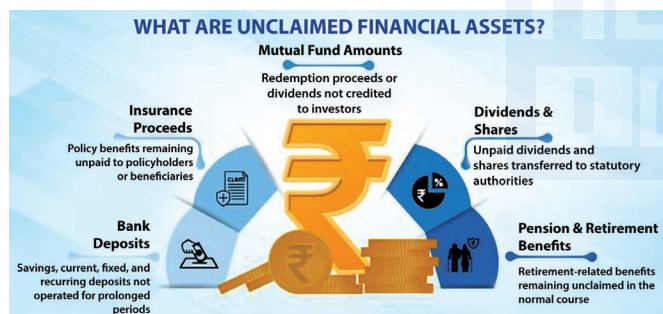 WHAT ARE UNCLAIMED FINANCIAL ASSETS?
Mutual Fund Amounts
Redemption proceeds or
dividends not credited
to investors
Insurance
Proceeds
Policy benefits remaining
unpaid to policyholders
or beneficiaries
CLAIM
Dividends &
Shares
Unpaid dividends and
shares transferred to statutory
authorities
₹
%
₹
Bank
Deposits
Savings, current, fixed, and
recurring deposits not
operated for prolonged
periods
₹
Pension & Retirement
Benefits
Retirement-related benefits
remaining unclaimed in the
normal course